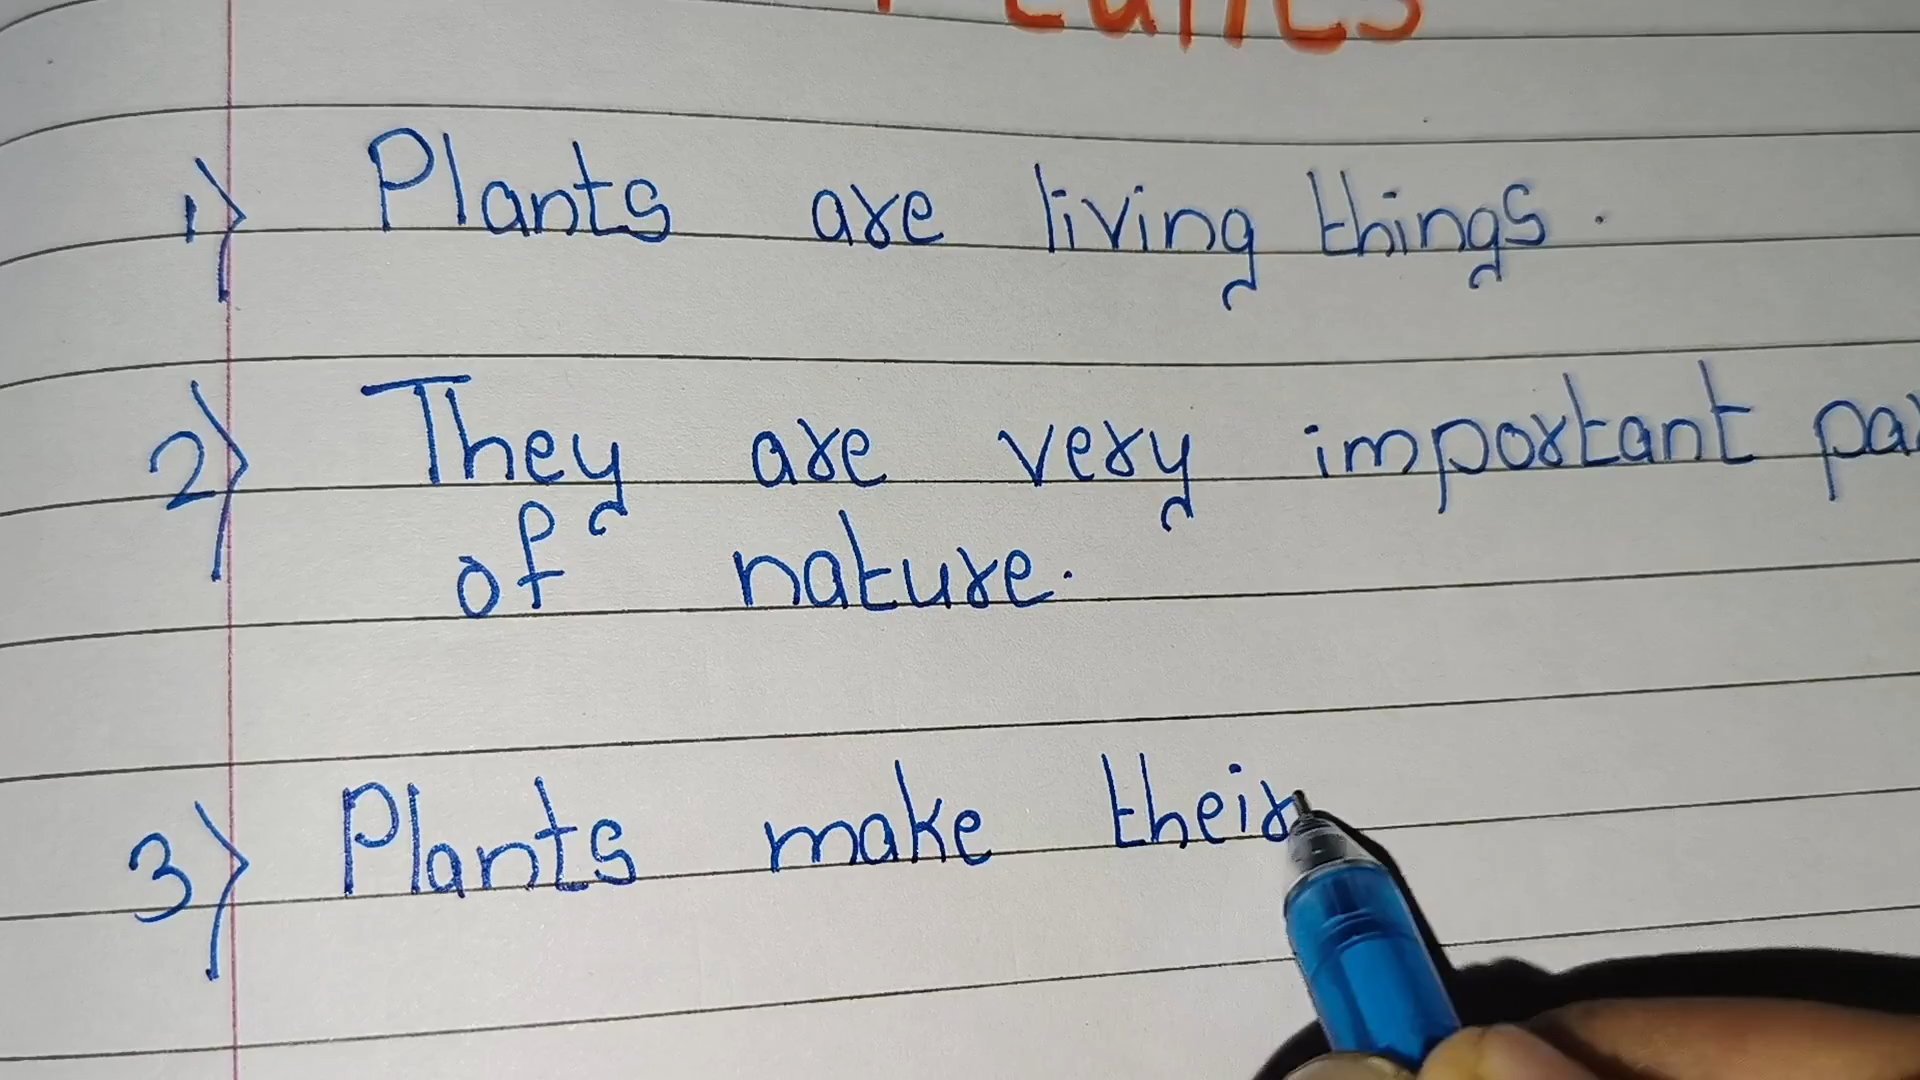 1) Plants are living things.
2) They are very important
of nature.
3) Plants make their